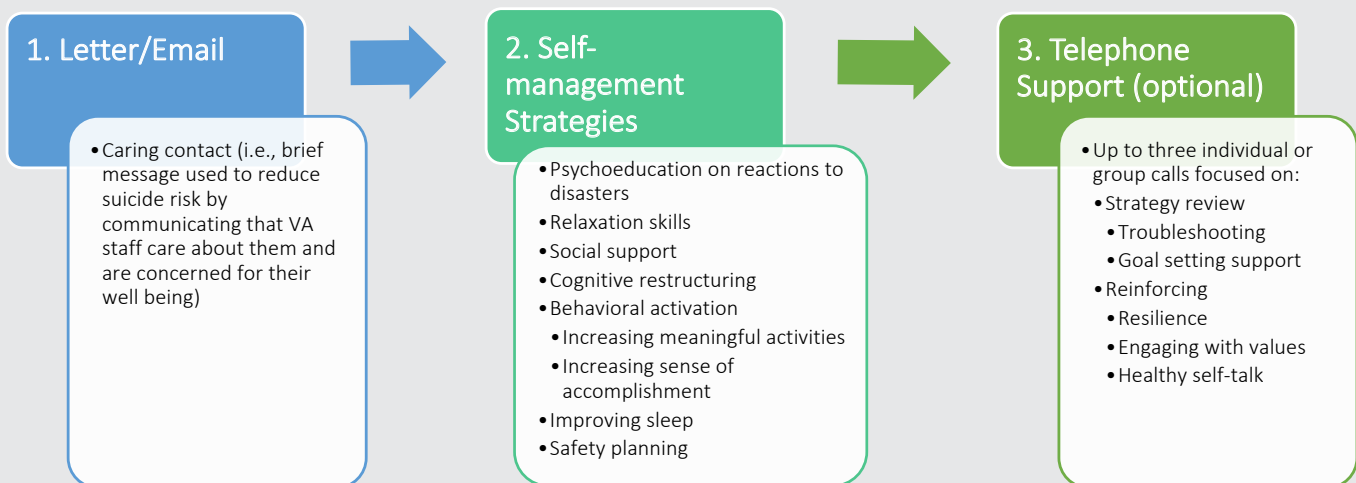 1. Letter/Email
• Caring contact (i.e., brief
message used to reduce
suicide risk by
communicating that VA
staff care about them and
are concerned for their
well being)
2. Self-
management
Strategies
• Psychoeducation on reactions to
disasters
• Relaxation skills
• Social support
• Cognitive restructuring
• Behavioral activation
• Increasing meaningful activities
• Increasing sense of
accomplishment
• Improving sleep
• Safety planning
3. Telephone
Support (optional)
• Up to three individual or
group calls focused on:
• Strategy review
• Troubleshooting
• Goal setting support
• Reinforcing
• Resilience
• Engaging with values
• Healthy self-talk